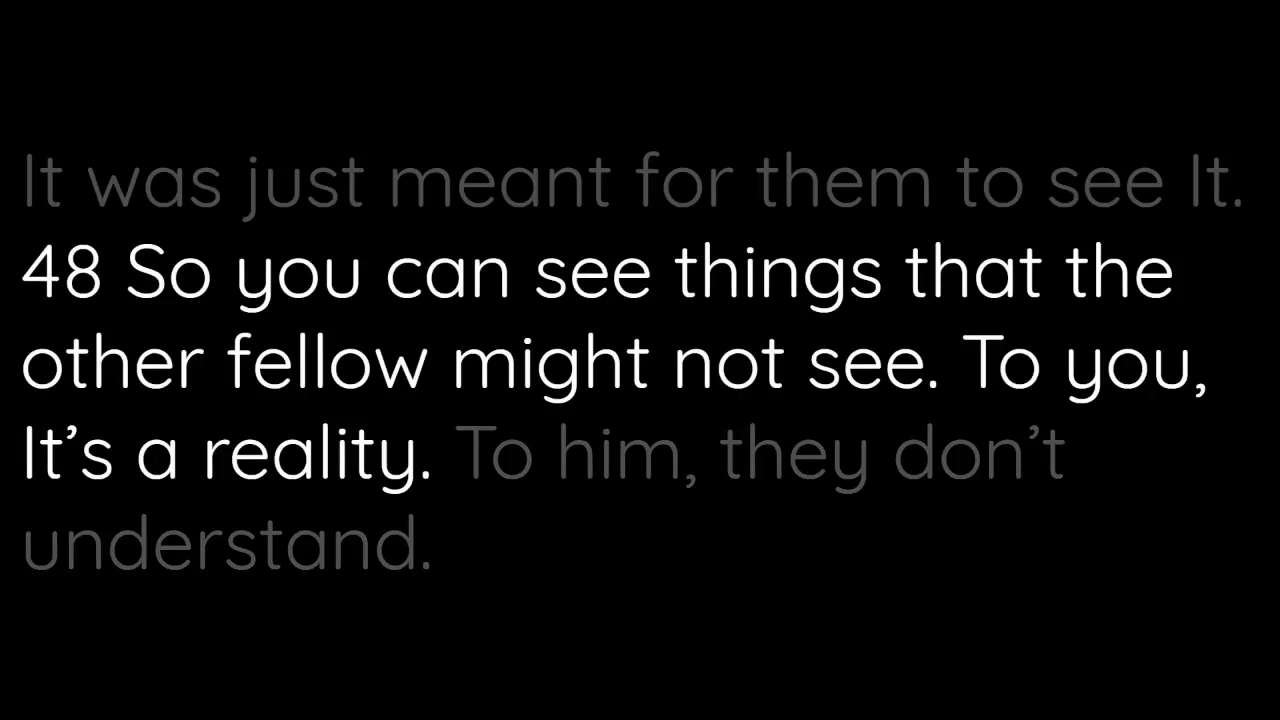 It was just meant for them to see It.
48 So you can see things that the
other fellow might not see. To you,
It’s a reality. To him, they don’t
understand.